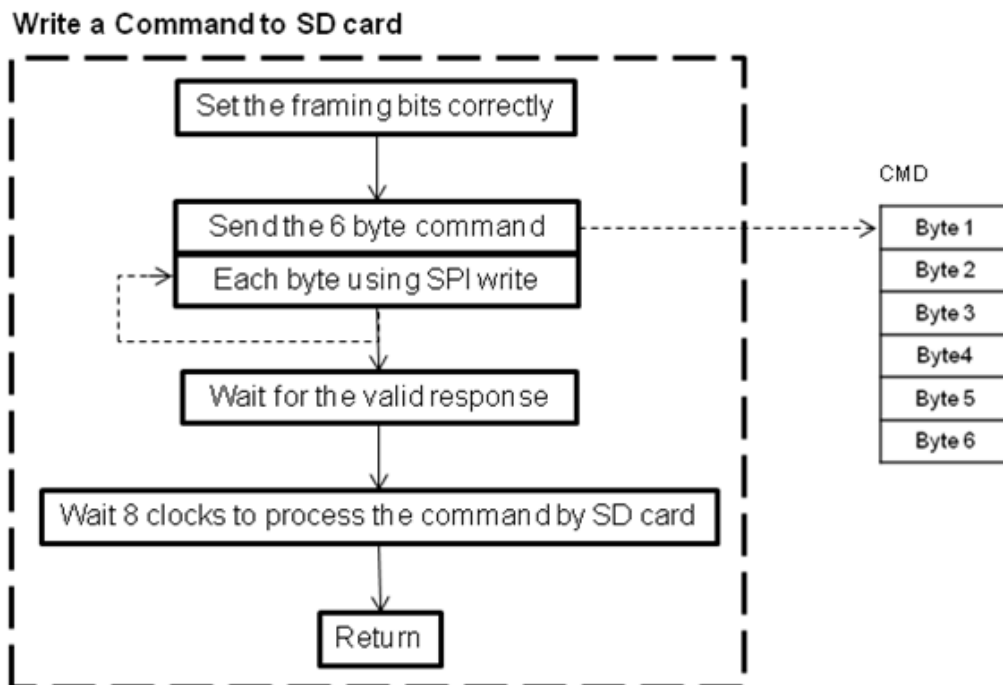 Write a Command to SD card
Set the framing bits correctly
Send the 6 byte command
Each byte using SPI write
Wait for the valid response
Wait 8 clocks to process the command by SD card
Return
CMD
Byte 1
Byte 2
Byte 3
Byte4
Byte 5
Byte 6